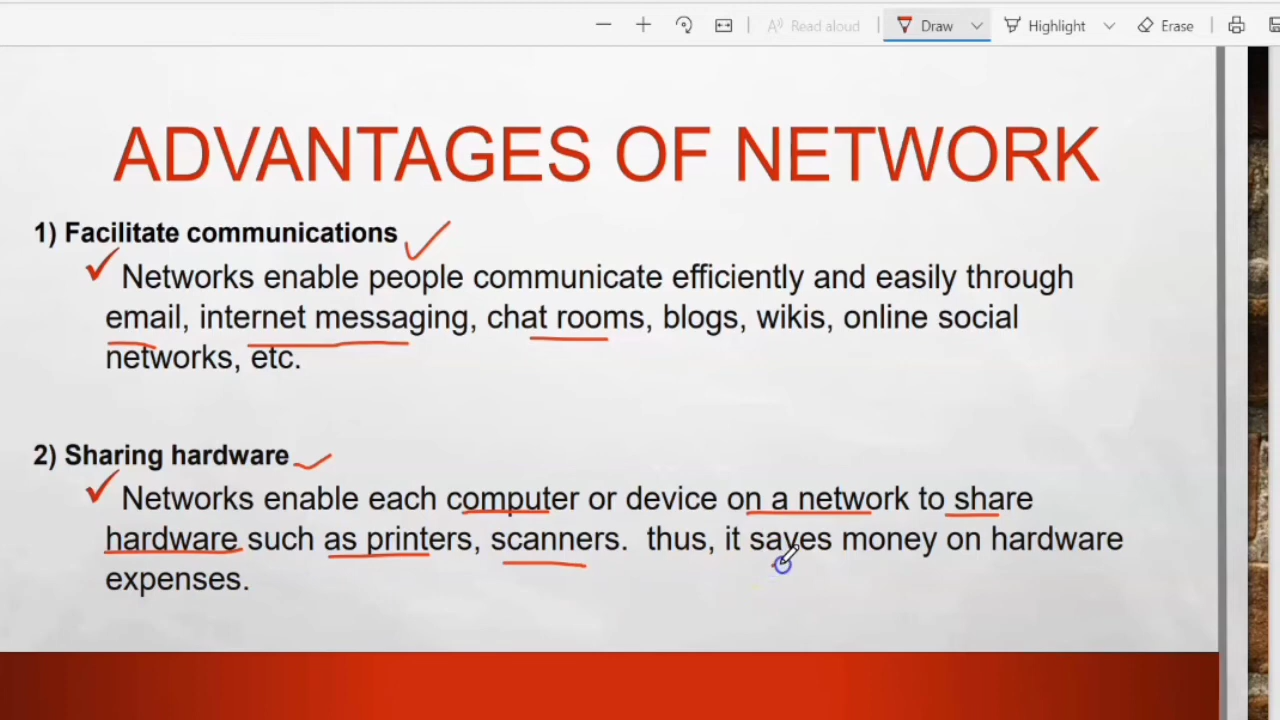 Read aloud
Draw
Highlight
Erase
ADVANTAGES OF NETWORK
1) Facilitate communications
Networks enable people communicate efficiently and easily through
email, internet messaging, chat rooms, blogs, wikis, online social
networks, etc.
2) Sharing hardware
Networks enable each computer or device on a network to share
hardware such as printers, scanners. thus, it saves money on hardware
expenses.